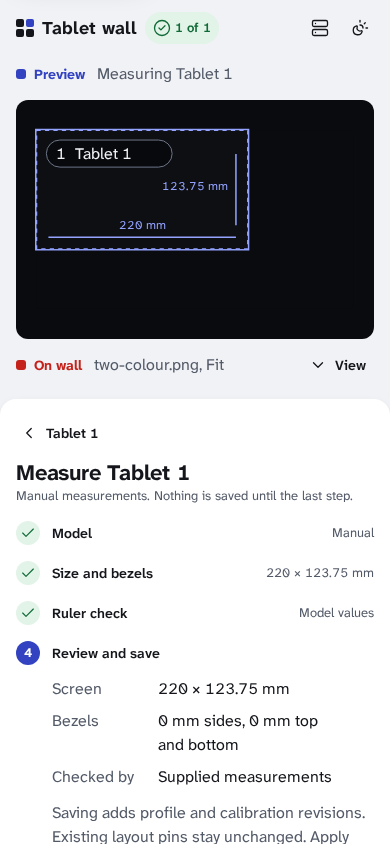 Tablet wall
1 of 1
Preview Measuring Tablet 1
1 Tablet 1
123.75 mm
220 mm
On wall two-colour.png, Fit
View
Tablet 1
Measure Tablet 1
Manual measurements. Nothing is saved until the last step.
Model Manual
Size and bezels 220 × 123.75 mm
Ruler check Model values
4 Review and save
Screen 220 × 123.75 mm
Bezels 0 mm sides, 0 mm top
and bottom
Checked by Supplied measurements
Saving adds profile and calibration revisions.
Existing layout pins stay unchanged. Apply